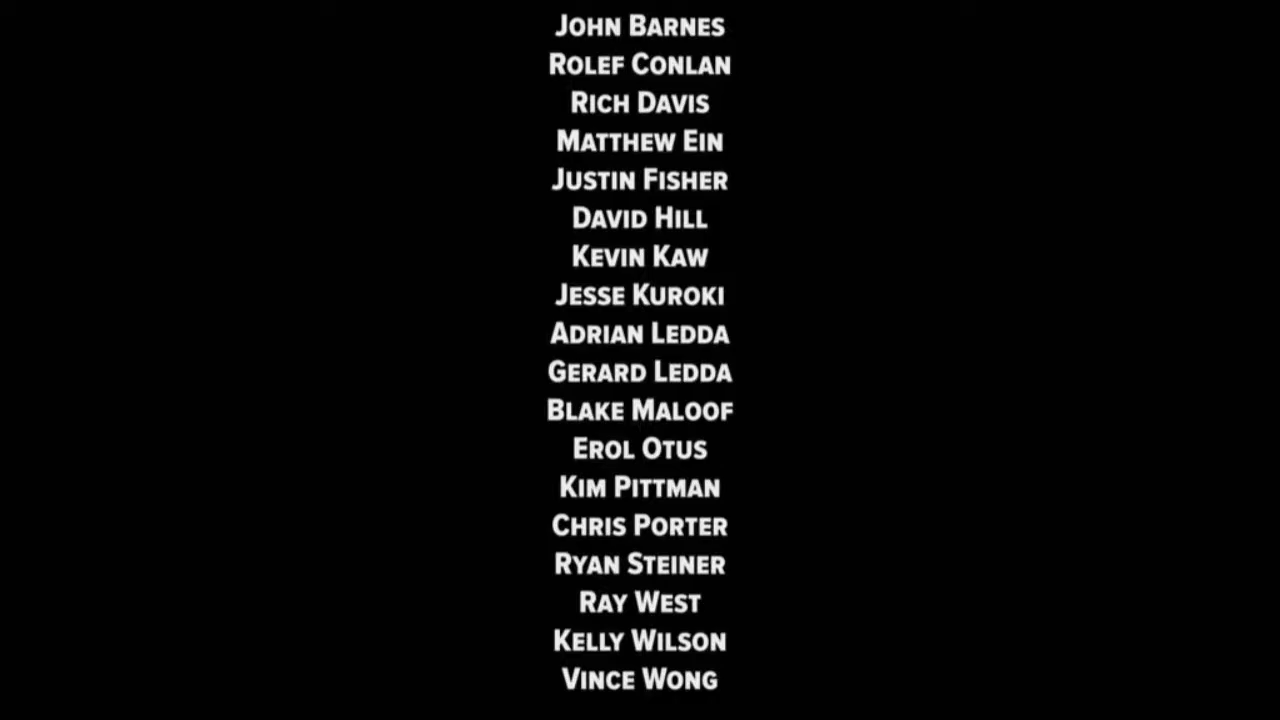 JOHN BARNES
ROLEF CONLAN
RICH DAVIS
MATTHEW EIN
JUSTIN FISHER
DAVID HILL
KEVIN KAW
JESSE KUROKI
ADRIAN LEDDA
GERARD LEDDA
BLAKE MALOOF
EROL OTUS
KIM PITTMAN
CHRIS PORTER
RYAN STEINER
RAY WEST
KELLY WILSON
VINCE WONG